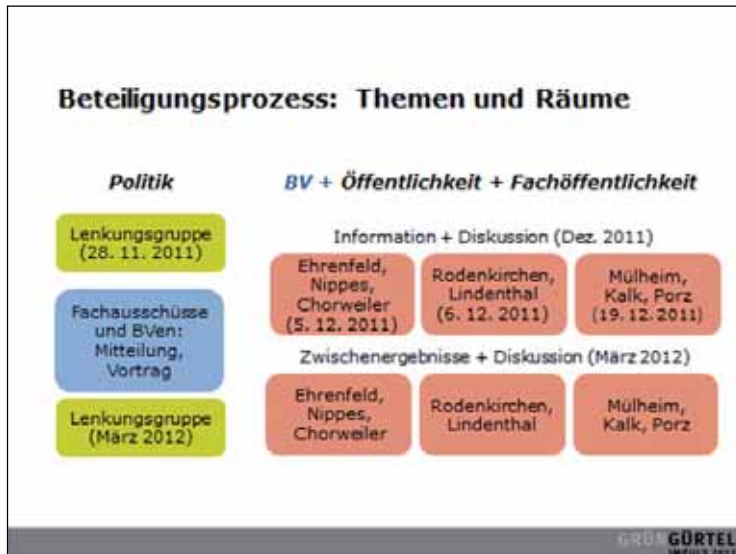 Beteiligungsprozess: Themen und Räume
Politik
Lenkungsgruppe
(28. 11. 2011)
Fachausschüsse
und BVen:
Mitteilung,
Vortrag
Lenkungsgruppe
(März 2012)
BV + Öffentlichkeit + Fachöffentlichkeit
Information + Diskussion (Dez. 2011)
Ehrenfeld,
Nippes,
Chorweiler
(5. 12. 2011)
Rodenkirchen,
Lindenthal
(6. 12. 2011)
Mülheim,
Kalk, Porz
(19. 12. 2011)
Zwischenergebnisse + Diskussion (März 2012)
Ehrenfeld,
Nippes,
Chorweiler
Rodenkirchen,
Lindenthal
Mülheim,
Kalk, Porz
GRÜNGÜRTEL